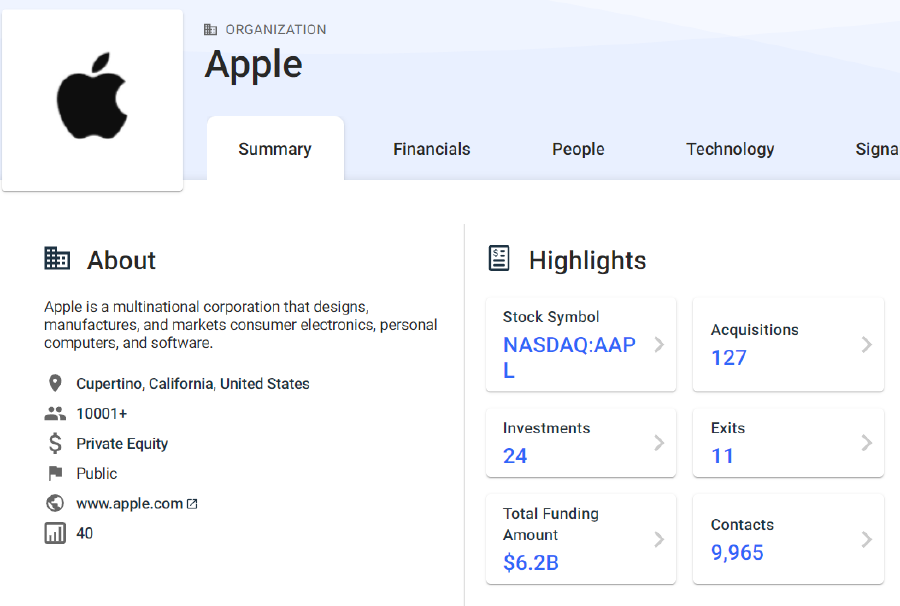 ORGANIZATION
Apple
Summary
Financials
People
Technology
Signa
About
Apple is a multinational corporation that designs,
manufactures, and markets consumer electronics, personal
computers, and software.
Cupertino, California, United States
10001+
Private Equity
Public
www.apple.com
40
Highlights
Stock Symbol
NASDAQ:AAP
L
Acquisitions
127
Investments
24
Exits
11
Total Funding
Amount
$6.2B
Contacts
9,965